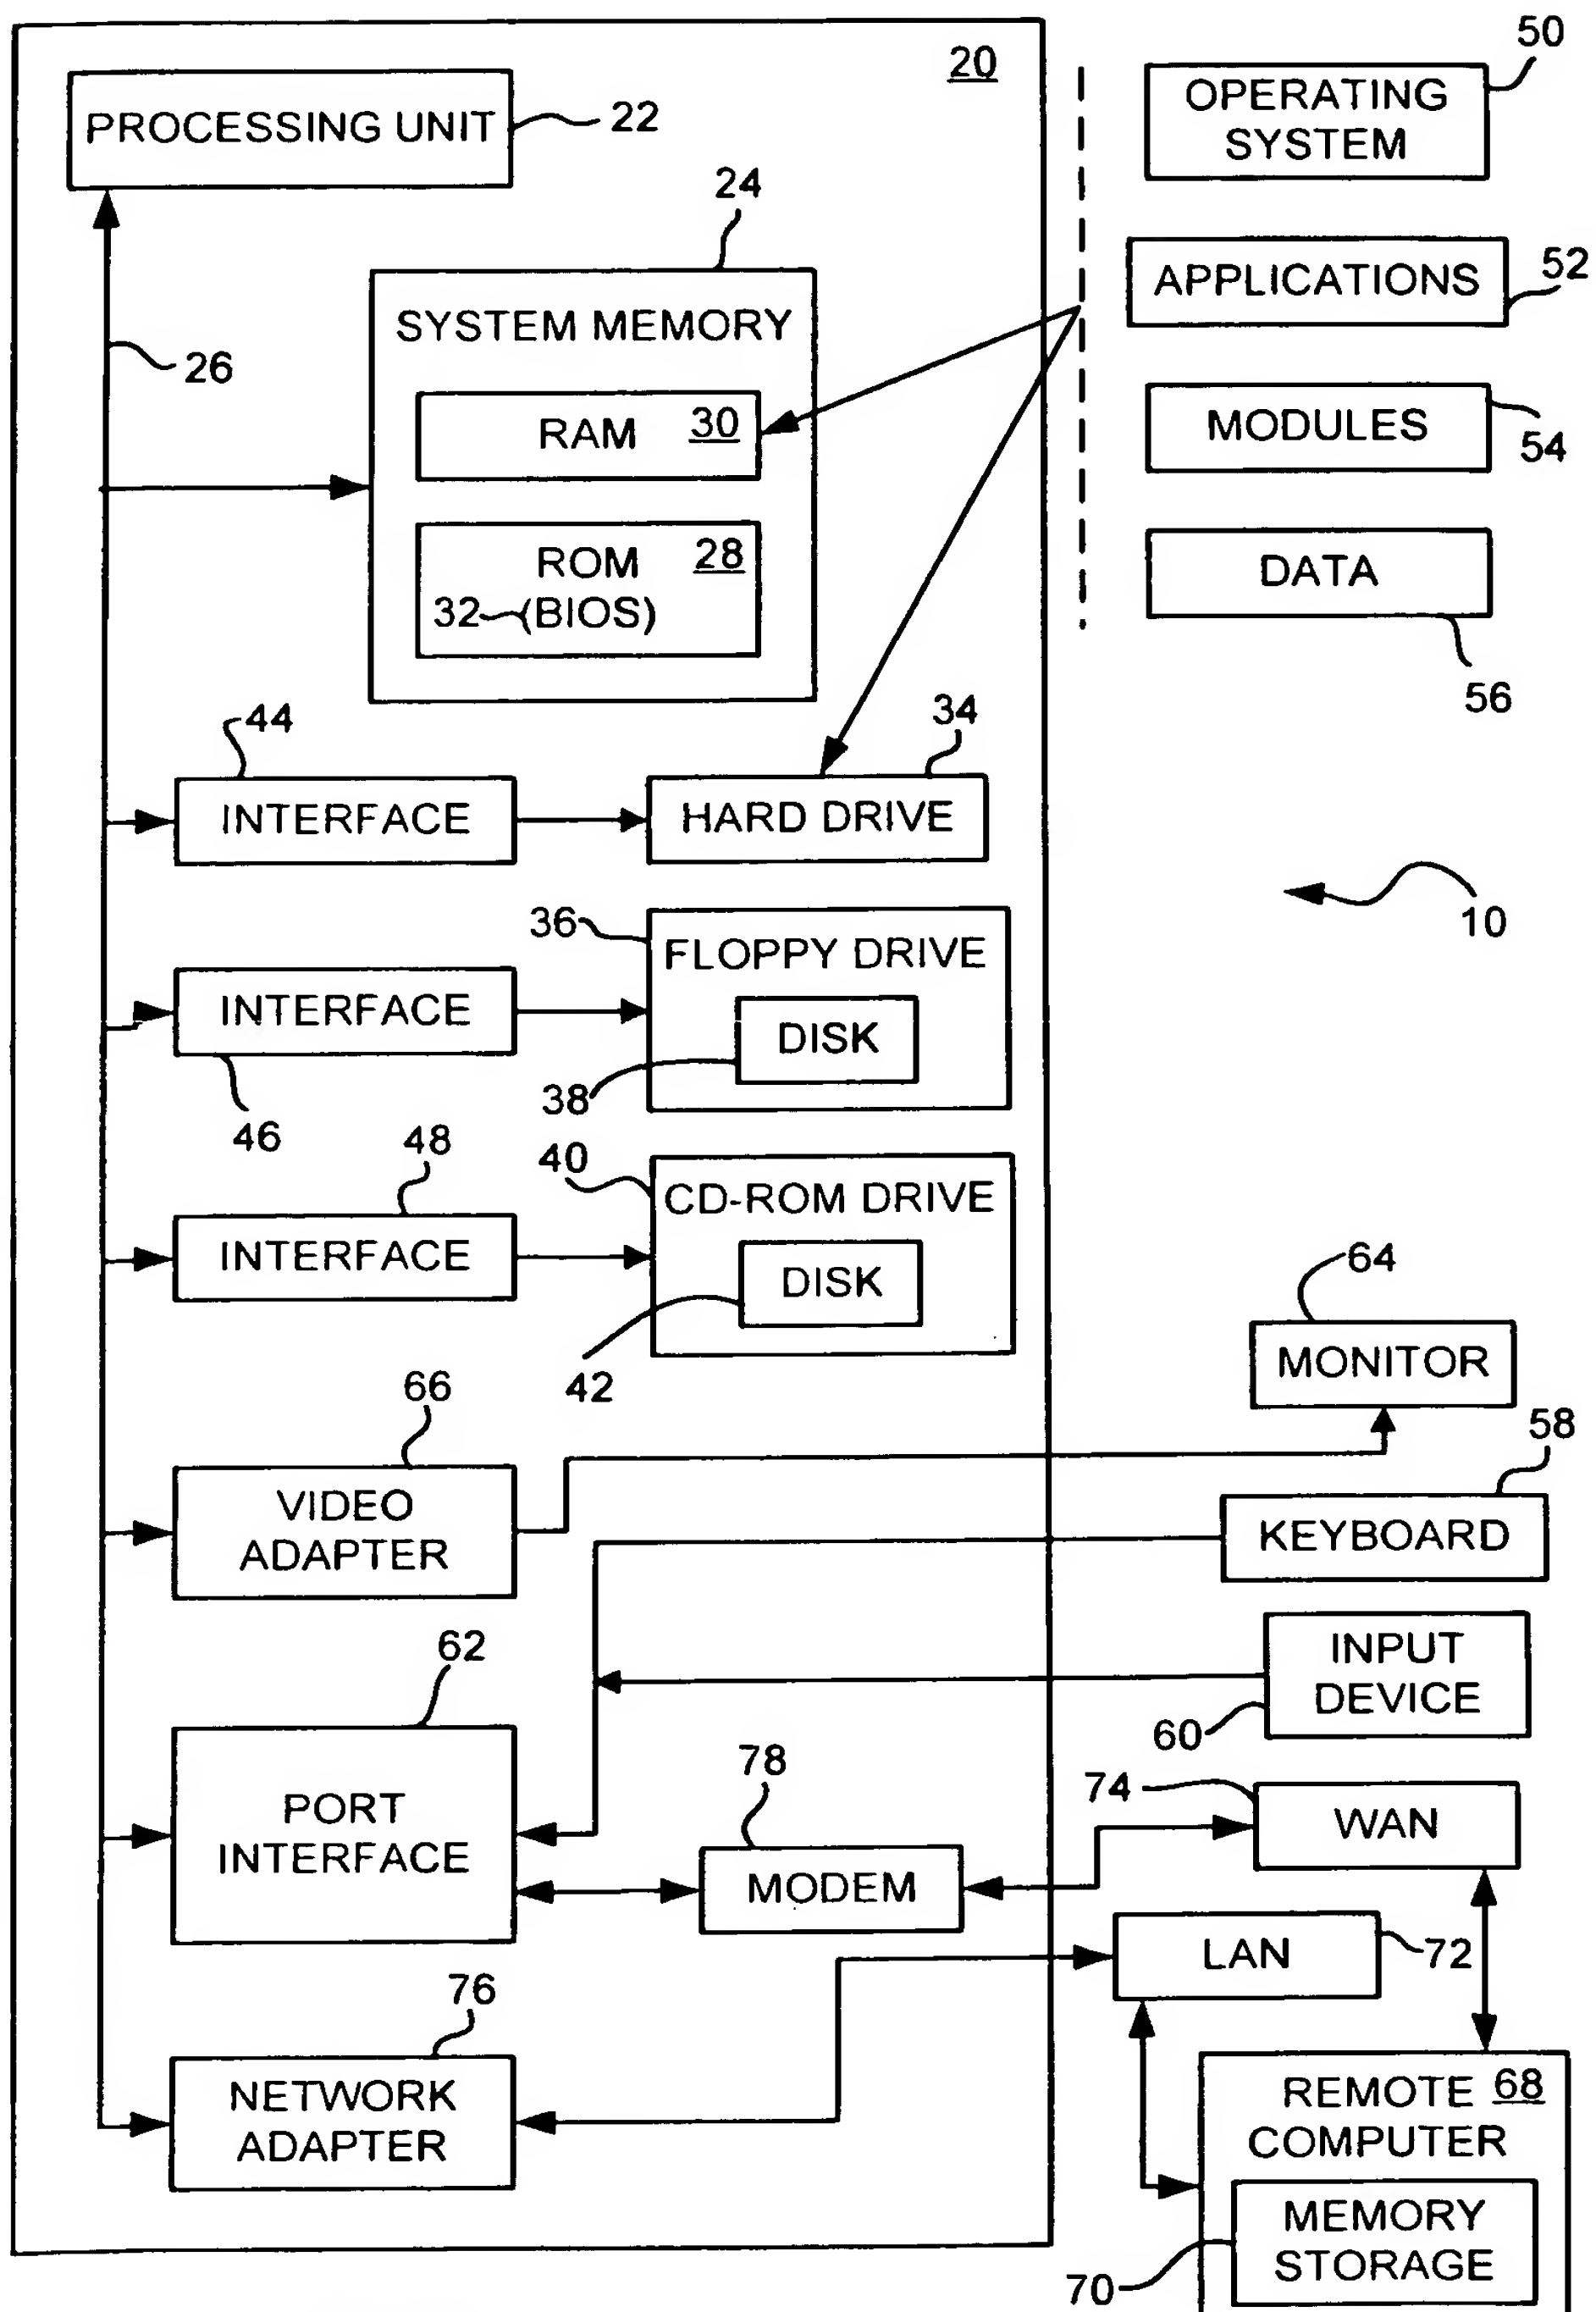 20
50
PROCESSING UNIT
22
OPERATING
SYSTEM
24
52
APPLICATIONS
SYSTEM MEMORY
26
RAM
30
MODULES
54
ROM
28
32
(BIOS)
DATA
56
44
34
INTERFACE
HARD DRIVE
10
36
FLOPPY DRIVE
INTERFACE
DISK
38
46
48
40
CD-ROM DRIVE
INTERFACE
DISK
42
64
MONITOR
66
58
VIDEO
ADAPTER
KEYBOARD
62
INPUT
DEVICE
60
78
74
PORT
INTERFACE
WAN
MODEM
LAN
72
76
NETWORK
ADAPTER
REMOTE
68
COMPUTER
MEMORY
STORAGE
70